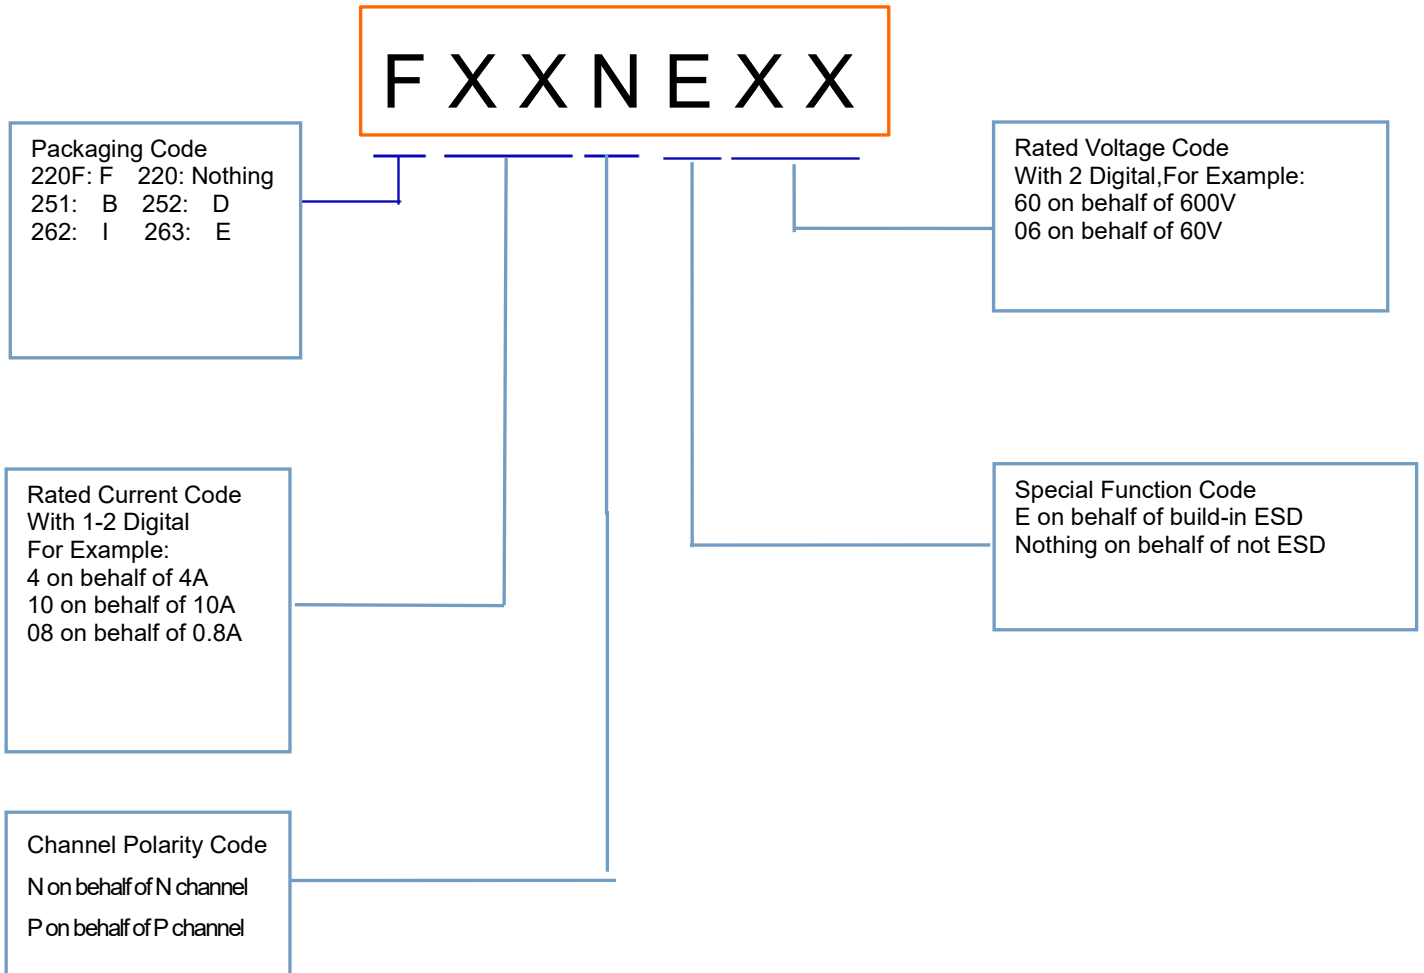 F X X N E X X
Packaging Code
220F: F 220: Nothing
251: B 252: D
262: I 263: E
Rated Voltage Code
With 2 Digital,For Example:
60 on behalf of 600V
06 on behalf of 60V
Rated Current Code
With 1-2 Digital
For Example:
4 on behalf of 4A
10 on behalf of 10A
08 on behalf of 0.8A
Special Function Code
E on behalf of build-in ESD
Nothing on behalf of not ESD
Channel Polarity Code
N on behalf of N channel
P on behalf of P channel